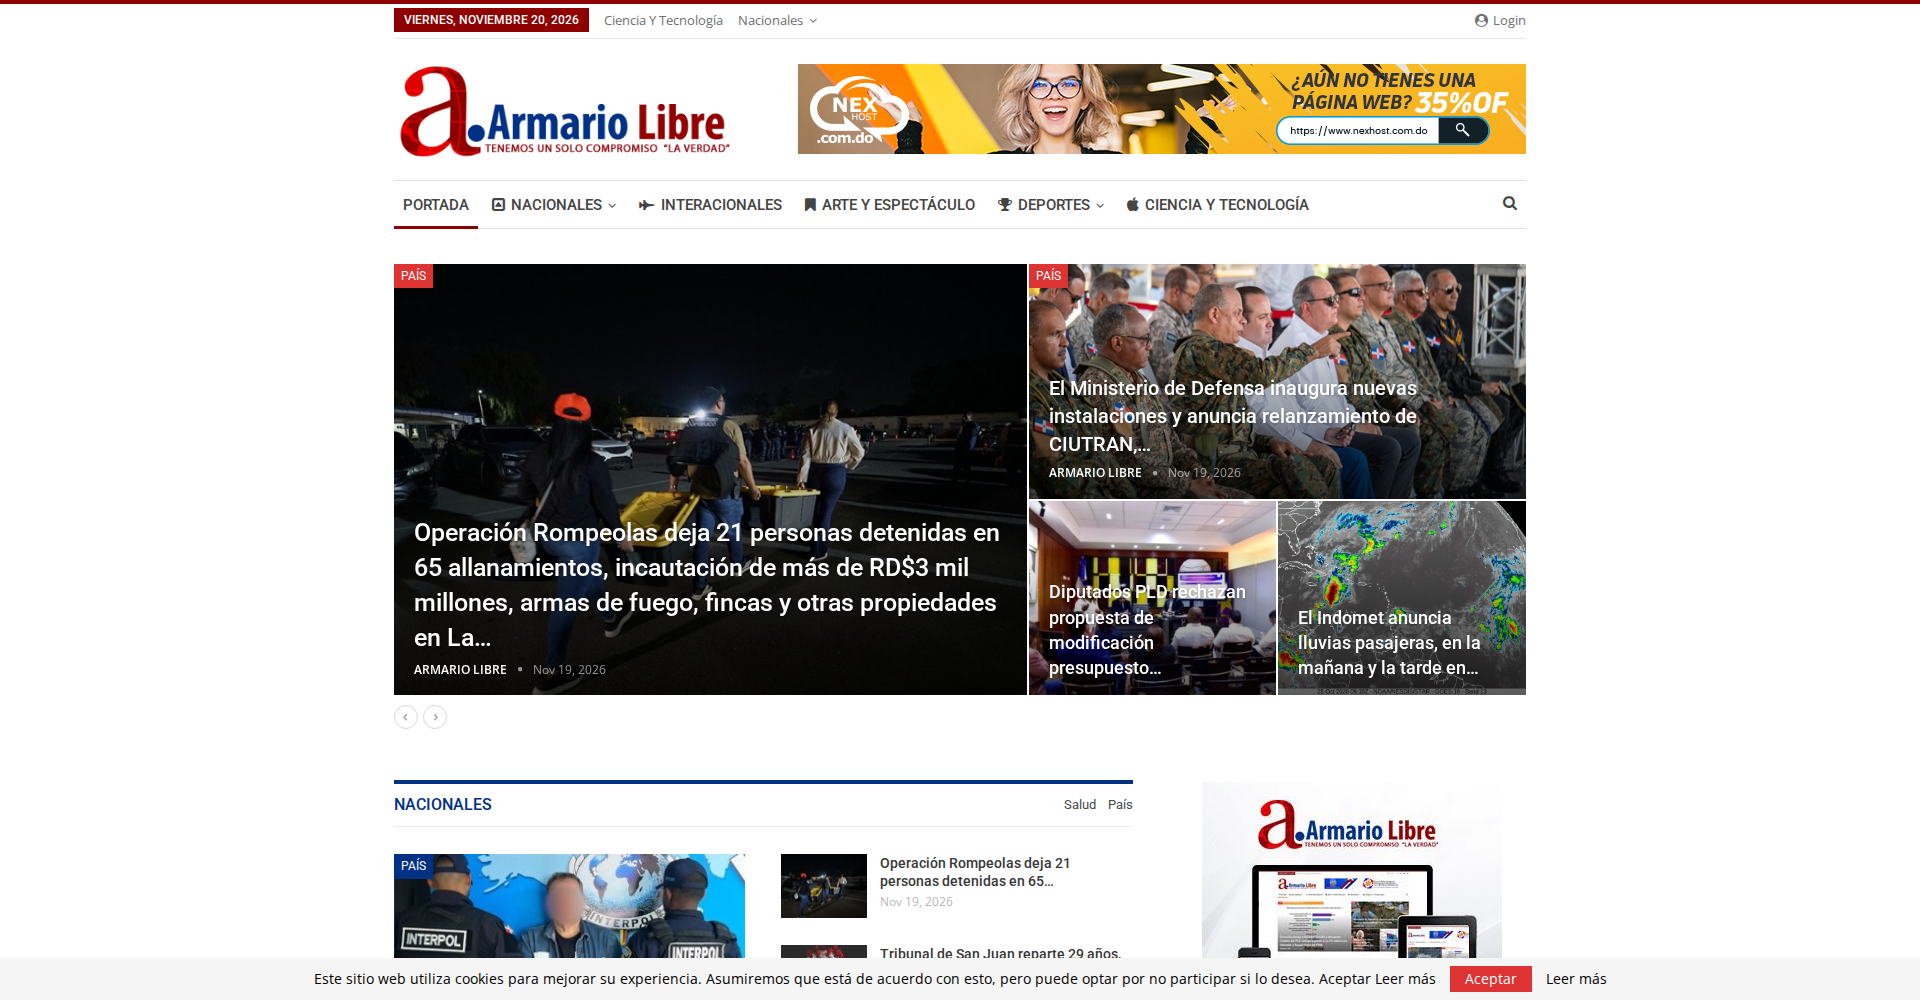 VIERNES, NOVIEMBRE 20, 2026
Ciencia Y Tecnología
Nacionales
Login
a.Armario Libre
TENEMOS UN SOLO COMPROMISO "LA VERDAD"
NEX
HOST
.com.do
¿AÚN NO TIENES UNA
PÁGINA WEB? 35%OF
https://www.nexhost.com.do
PORTADA
NACIONALES
INTERACIONALES
ARTE Y ESPECTÁCULO
DEPORTES
CIENCIA Y TECNOLOGÍA
PAÍS
Operación Rompeolas deja 21 personas detenidas en
65 allanamientos, incautación de más de RD$3 mil
millones, armas de fuego, fincas y otras propiedades
en La…
ARMARIO LIBRE
Nov 19, 2026
PAÍS
El Ministerio de Defensa inaugura nuevas
instalaciones y anuncia relanzamiento de
CIUTRAN,…
ARMARIO LIBRE
Nov 19, 2026
Diputados PLD rechazan
propuesta de
modificación
presupuesto…
El Indomet anuncia
lluvias pasajeras, en la
mañana y la tarde en…
NACIONALES
Salud
País
PAÍS
INTERPOL
INTERPOL
INTERPOL
Operación Rompeolas deja 21
personas detenidas en 65…
Nov 19, 2026
Tribunal de San Juan reparte 29 años,
a.Armario Libre
TENEMOS UN SOLO COMPROMISO "LA VERDAD"
Armario Libre
Este sitio web utiliza cookies para mejorar su experiencia. Asumiremos que está de acuerdo con esto, pero puede optar por no participar si lo desea. Aceptar Leer más
Aceptar
Leer más